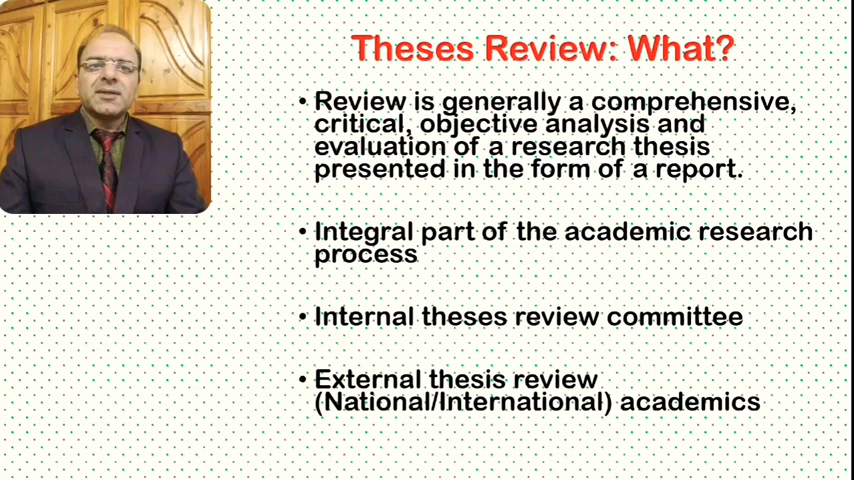 Theses Review: What?
• Review is generally a comprehensive,
critical, objective analysis and
evaluation of a research thesis
presented in the form of a report.
• Integral part of the academic research
process
• Internal theses review committee
• External thesis review
(National/International) academics